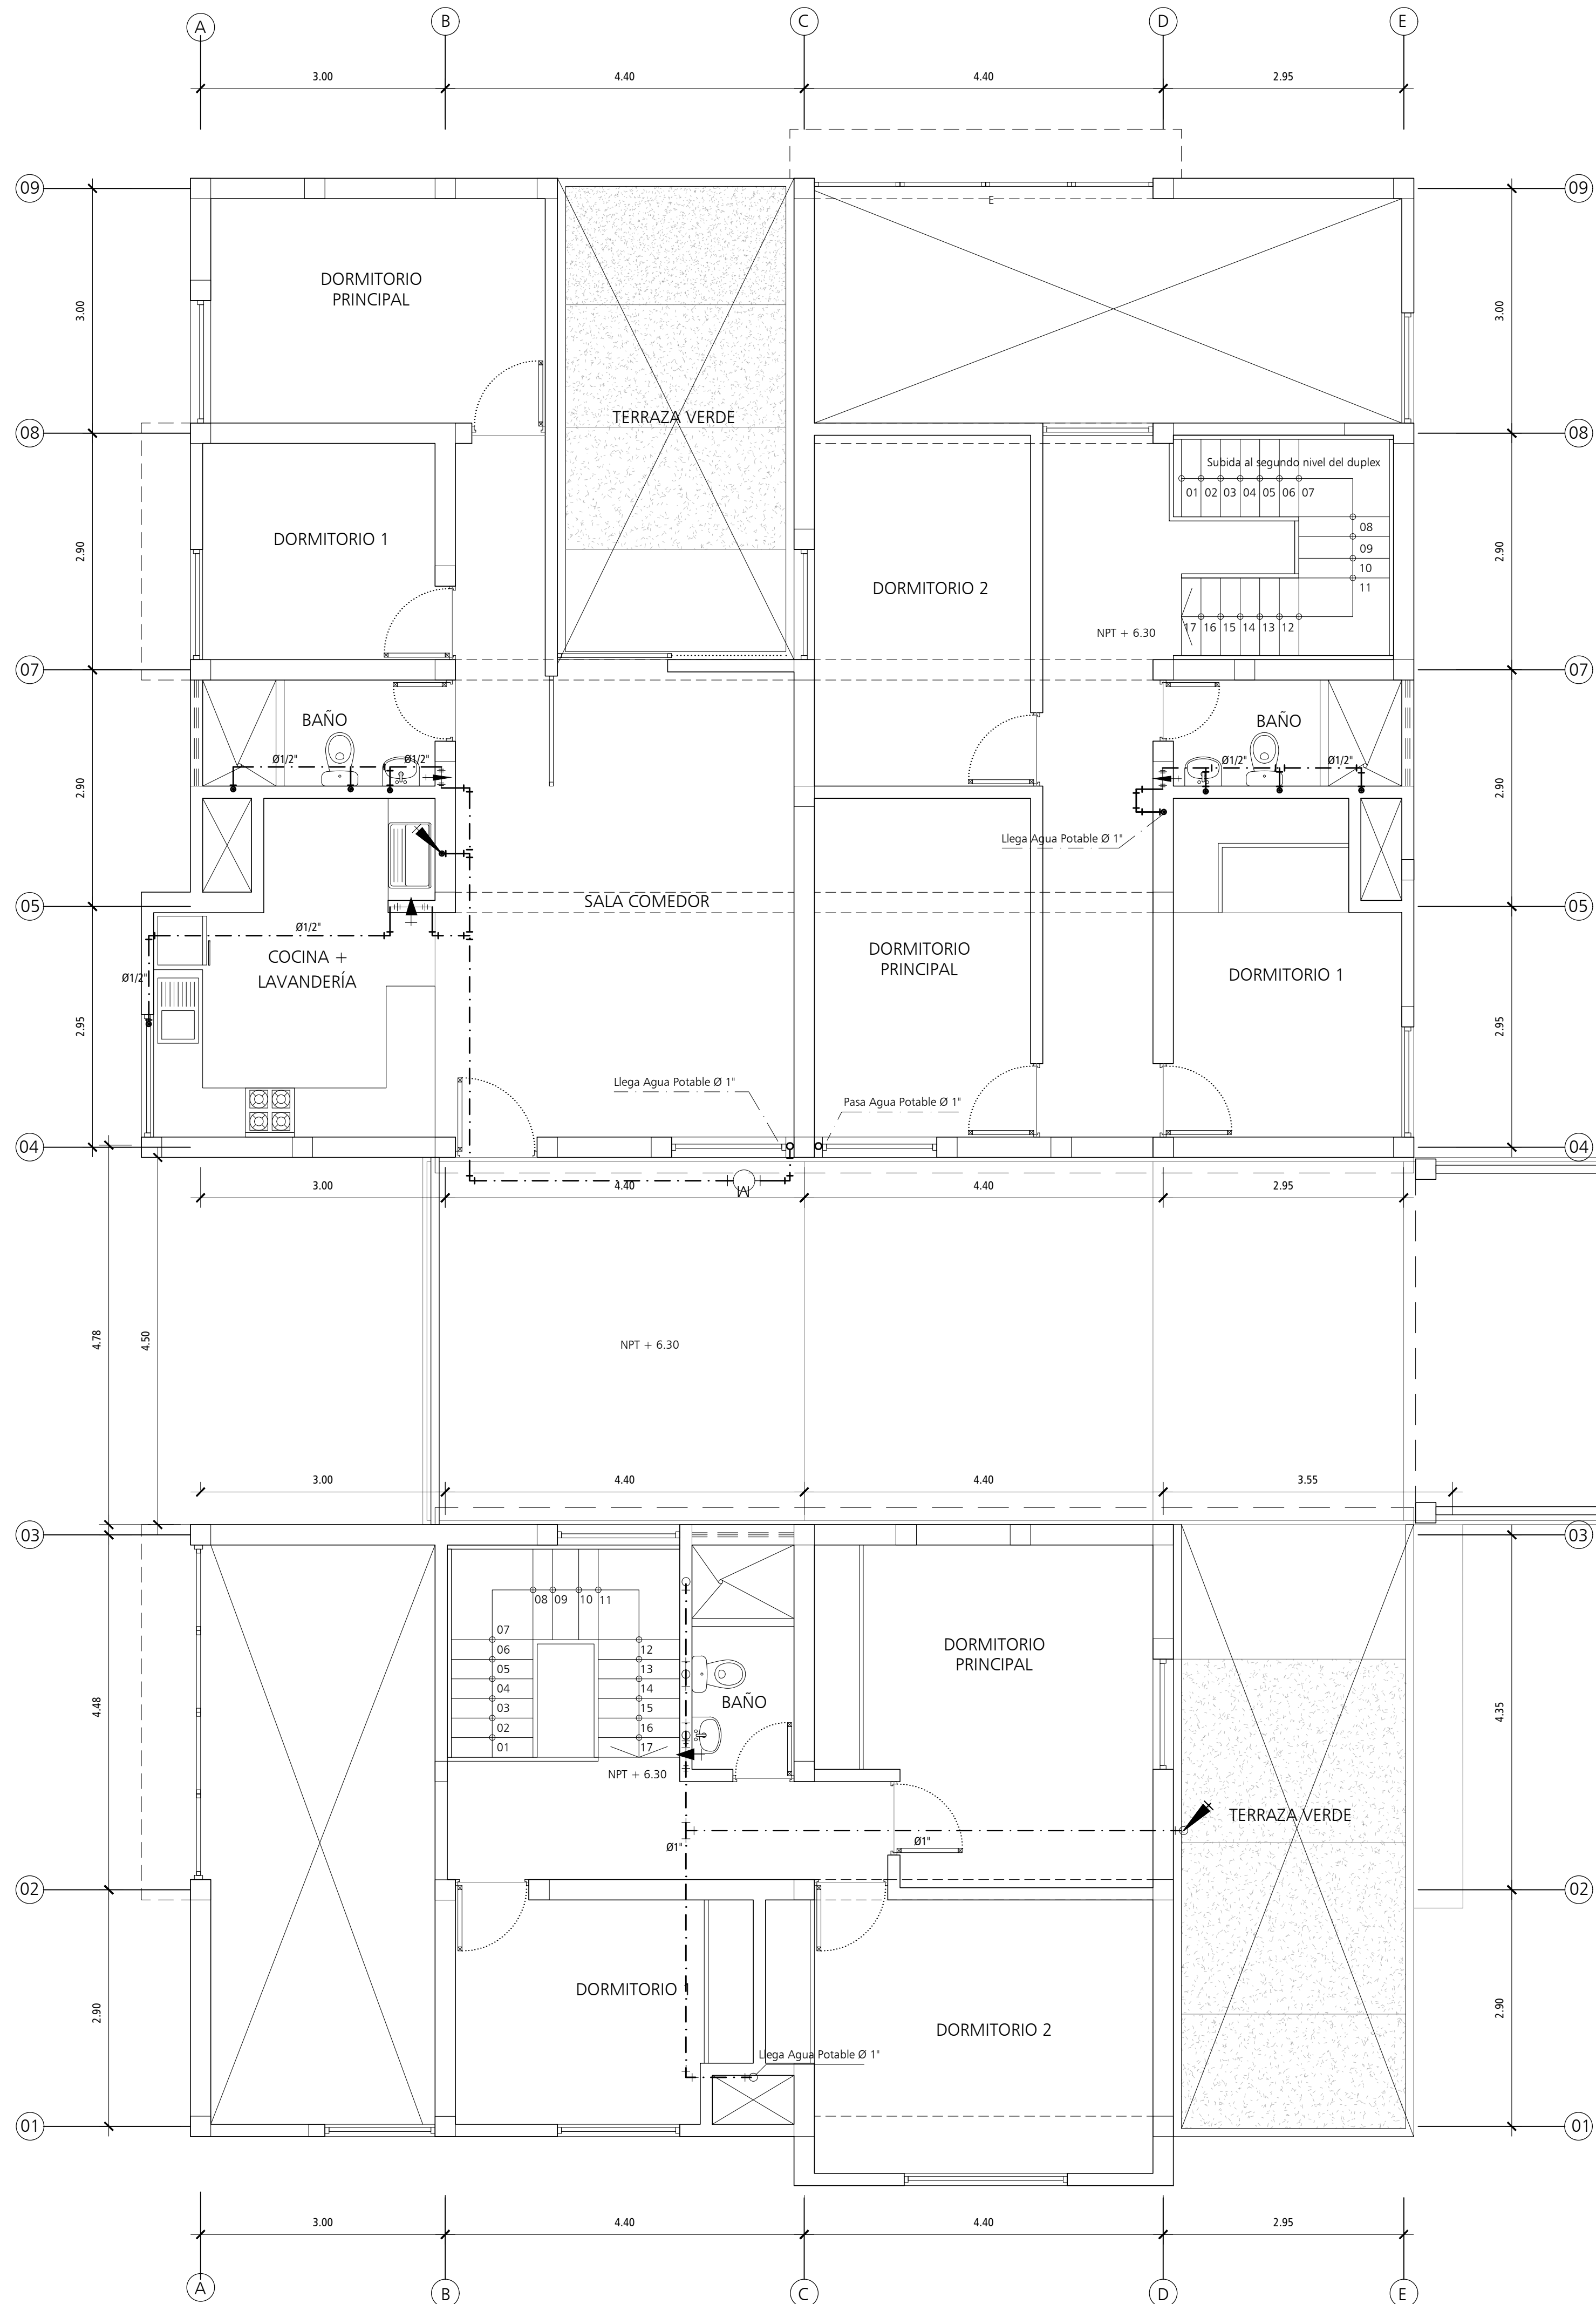 A
B
C
D
E
3.00
4.40
4.40
2.95
09
09
E
DORMITORIO
PRINCIPAL
3.00
3.00
TERRAZA VERDE
08
08
Subida al segundo nivel del duplex
01 02 03 04 05 06 07
08
09
10
11
17 16 15 14 13 12
DORMITORIO 1
2.90
2.90
DORMITORIO 2
NPT + 6.30
07
07
BAÑO
BAÑO
Ø1/2"
Ø1/2"
Ø1/2"
Ø1/2"
2.90
2.90
Llega Agua Potable Ø 1"
SALA COMEDOR
05
05
Ø1/2"
COCINA +
LAVANDERÍA
Ø1/2"
DORMITORIO
PRINCIPAL
DORMITORIO 1
2.95
2.95
Llega Agua Potable Ø 1"
Pasa Agua Potable Ø 1"
04
04
3.00
4.40
4.40
2.95
M
4.78
4.50
NPT + 6.30
3.00
4.40
4.40
3.55
03
03
08 09 10 11
07
06
05
04
03
02
01
12
13
14
15
16
17
DORMITORIO
PRINCIPAL
BAÑO
4.48
4.35
NPT + 6.30
TERRAZA VERDE
Ø1"
Ø1"
02
02
DORMITORIO 1
2.90
2.90
DORMITORIO 2
Llega Agua Potable Ø 1"
01
01
3.00
4.40
4.40
2.95
A
B
C
D
E